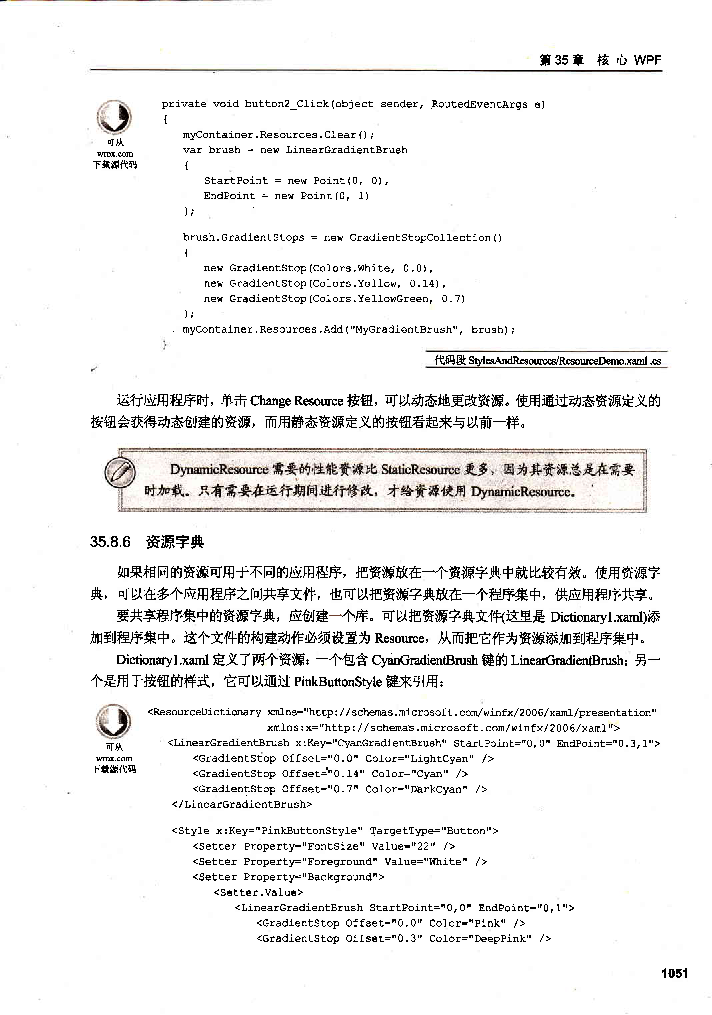 第 35 章 核 心 WPF
private void button2_Click(object sender, RoutedEventArgs e)
{
myContainer.Resources.Clear();
var brush = new LinearGradientBrush
{
StartPoint = new Point(0, 0),
EndPoint = new Point(0, 1)
};
brush.GradientStops = new GradientStopCollection()
{
new GradientStop(Colors.White, 0.0),
new GradientStop(Colors.Yellow, 0.14),
new GradientStop(Colors.YellowGreen, 0.7)
};
myContainer.Resources.Add("MyGradientBrush", brush);
}
可从
wrox.com
下载源代码
代码段 StylesAndResources/ResourceDemo.xaml.cs
运行应用程序时，单击 Change Resource 按钮，可以动态地更改资源。使用通过动态资源定义的
按钮会获得动态创建的资源，而用静态资源定义的按钮看起来与以前一样。
DynamicResource 需要的性能资源比 StaticResource 更多，因为其资源总是在需要
时加载。只有需要在运行期间进行修改，才给资源使用 DynamicResource。
35.8.6 资源字典
如果相同的资源可用于不同的应用程序，把资源放在一个资源字典中就比较有效。使用资源字
典，可以在多个应用程序之间共享文件，也可以把资源字典放在一个程序集中，供应用程序共享。
要共享程序集中的资源字典，应创建一个库。可以把资源字典文件(这里是 Dictionary1.xaml)添
加到程序集中。这个文件的构建动作必须设置为 Resource，从而把它作为资源添加到程序集中。
Dictionary1.xaml 定义了两个资源：一个包含 CyanGradientBrush 键的 LinearGradientBrush；另一
个是用于按钮的样式，它可以通过 PinkButtonStyle 键来引用：
<ResourceDictionary xmlns="http://schemas.microsoft.com/winfx/2006/xaml/presentation"
xmlns:x="http://schemas.microsoft.com/winfx/2006/xaml">
<LinearGradientBrush x:Key="CyanGradientBrush" StartPoint="0,0" EndPoint="0.3,1">
<GradientStop Offset="0.0" Color="LightCyan" />
<GradientStop Offset="0.14" Color="Cyan" />
<GradientStop Offset="0.7" Color="DarkCyan" />
</LinearGradientBrush>
可从
wrox.com
下载源代码
<Style x:Key="PinkButtonStyle" TargetType="Button">
<Setter Property="FontSize" Value="22" />
<Setter Property="Foreground" Value="White" />
<Setter Property="Background">
<Setter.Value>
<LinearGradientBrush StartPoint="0,0" EndPoint="0,1">
<GradientStop Offset="0.0" Color="Pink" />
<GradientStop Offset="0.3" Color="DeepPink" />
1051